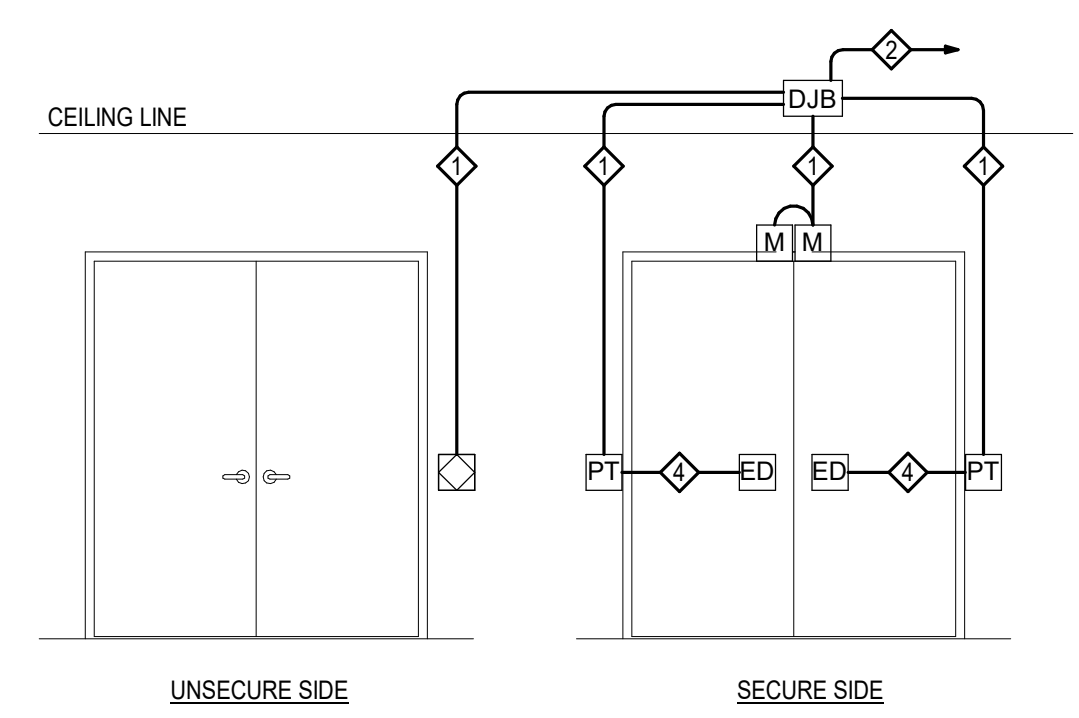 2
DJB
CEILING LINE
1 1 1 1
M M
PT 4 ED ED 4 PT
UNSECURE SIDE SECURE SIDE